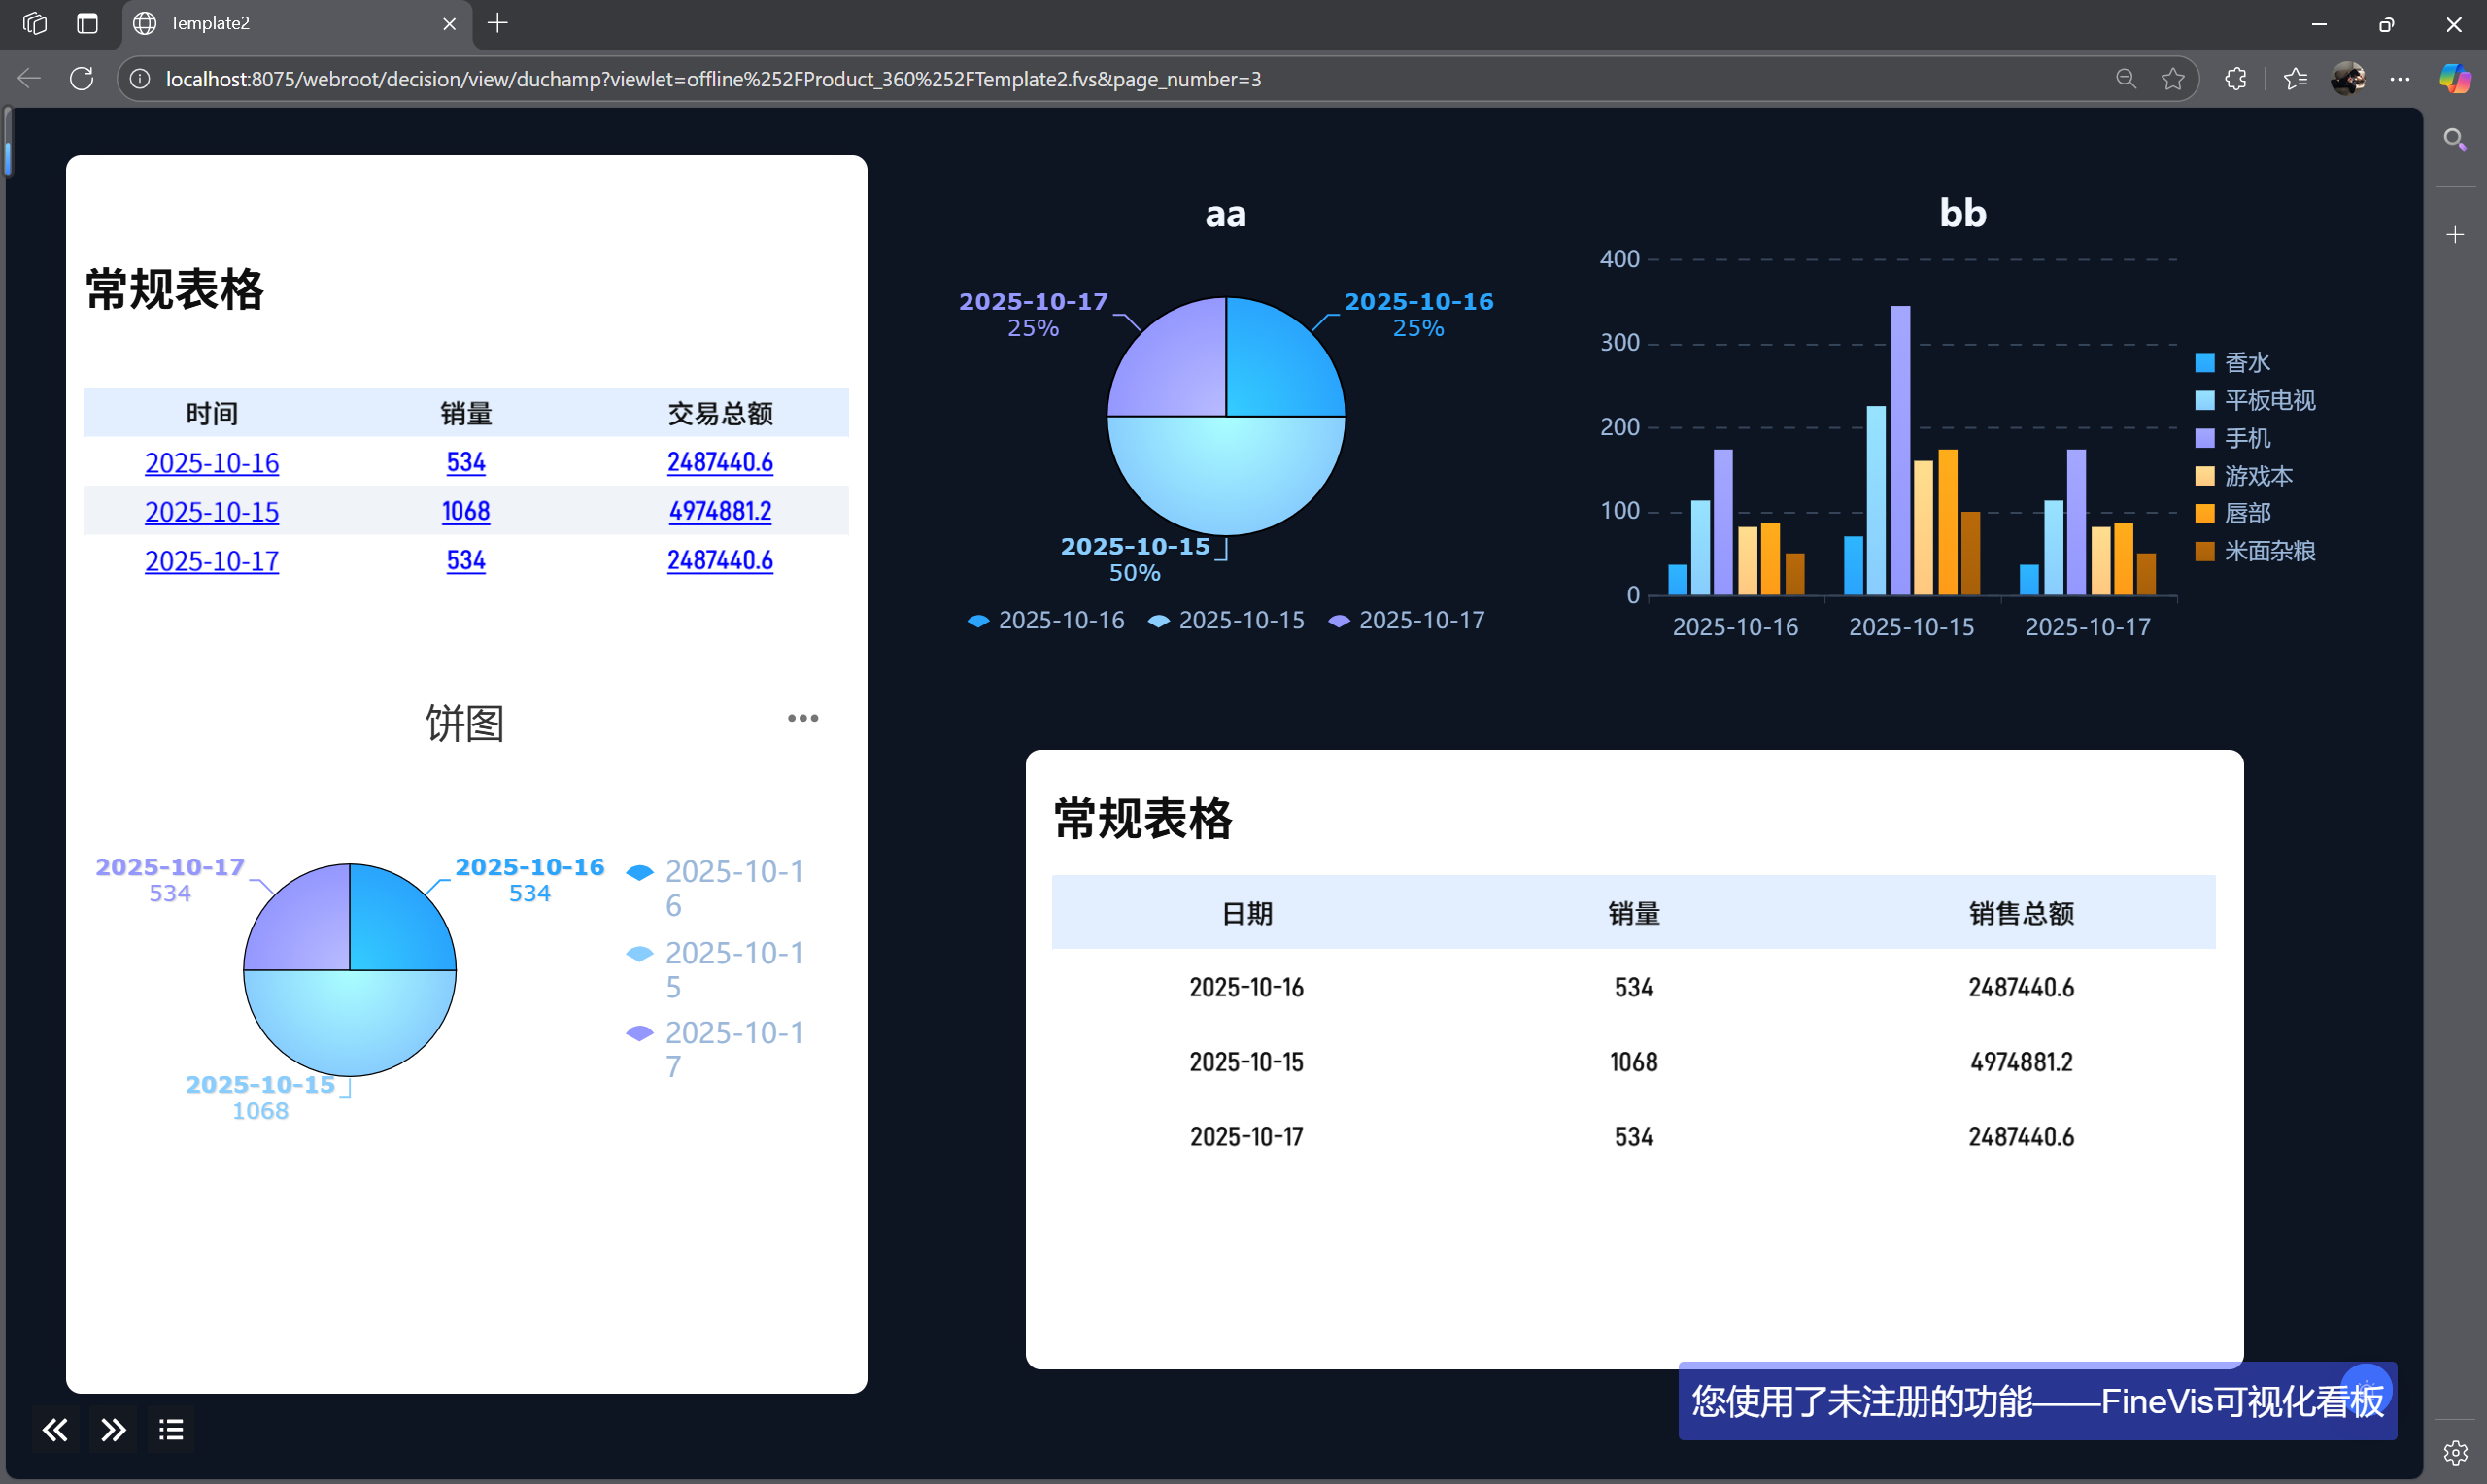 Template2
localhost:8075/webroot/decision/view/duchamp?viewlet=offline%252FProduct_360%252FTemplate2.fvs&page_number=3
常规表格
时间 销量 交易总额
2025-10-16 534 2487440.6
2025-10-15 1068 4974881.2
2025-10-17 534 2487440.6
饼图
2025-10-17
534
2025-10-16
534
2025-10-15
1068
2025-10-1
6
2025-10-1
5
2025-10-1
7
aa
2025-10-17
25%
2025-10-16
25%
2025-10-15
50%
2025-10-16 2025-10-15 2025-10-17
bb
400
300
200
100
0
2025-10-16 2025-10-15 2025-10-17
香水
平板电视
手机
游戏本
唇部
米面杂粮
常规表格
日期 销量 销售总额
2025-10-16 534 2487440.6
2025-10-15 1068 4974881.2
2025-10-17 534 2487440.6
您使用了未注册的功能——FineVis可视化看板